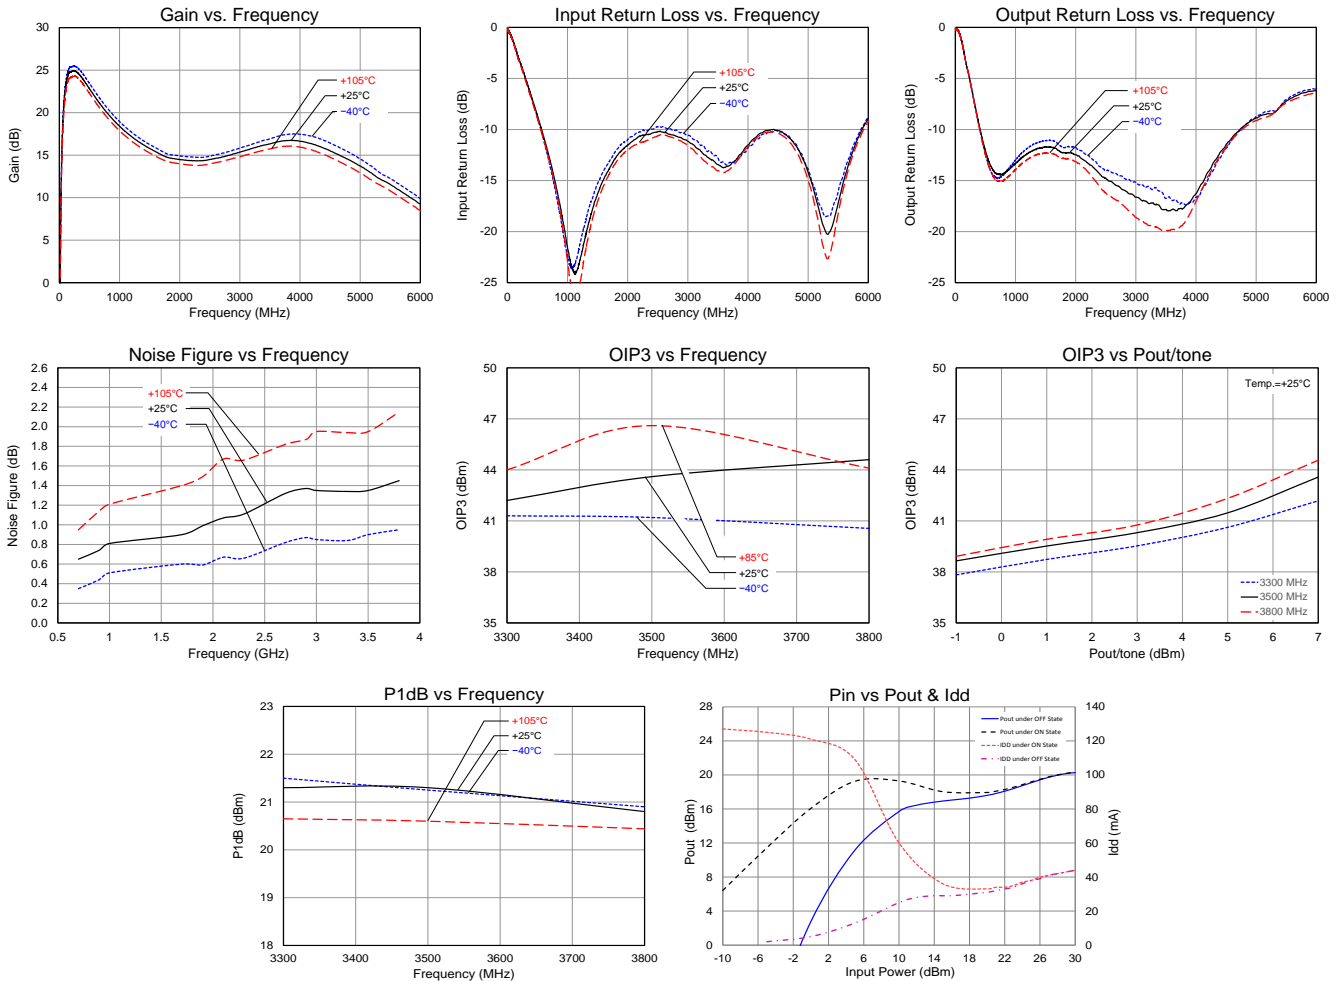 Gain vs. Frequency
30
25
20
15
10
5
0
0 1000 2000 3000 4000 5000 6000
Gain (dB)
Frequency (MHz)
+105°C
+25°C
−40°C
Input Return Loss vs. Frequency
0
-5
-10
-15
-20
-25
0 1000 2000 3000 4000 5000 6000
Input Return Loss (dB)
Frequency (MHz)
+105°C
+25°C
−40°C
Output Return Loss vs. Frequency
0
-5
-10
-15
-20
-25
0 1000 2000 3000 4000 5000 6000
Output Return Loss (dB)
Frequency (MHz)
+105°C
+25°C
−40°C
Noise Figure vs Frequency
2.6
2.4
2.2
2.0
1.8
1.6
1.4
1.2
1.0
0.8
0.6
0.4
0.2
0.0
0.5 1 1.5 2 2.5 3 3.5 4
Noise Figure (dB)
Frequency (GHz)
+105°C
+25°C
−40°C
OIP3 vs Frequency
50
47
44
41
38
35
3300 3400 3500 3600 3700 3800
OIP3 (dBm)
Frequency (MHz)
+85°C
+25°C
−40°C
OIP3 vs Pout/tone
50
47
44
41
38
35
-1 0 1 2 3 4 5 6 7
OIP3 (dBm)
Pout/tone (dBm)
Temp.=+25°C
3300 MHz
3500 MHz
3800 MHz
P1dB vs Frequency
23
22
21
20
19
18
3300 3400 3500 3600 3700 3800
P1dB (dBm)
Frequency (MHz)
+105°C
+25°C
−40°C
Pin vs Pout & Idd
28
24
20
16
12
8
4
0
-10 -6 -2 2 6 10 14 18 22 26 30
140
120
100
80
60
40
20
0
Pout (dBm)
Idd (mA)
Input Power (dBm)
Pout under OFF State
Pout under ON State
IDD under ON State
IDD under OFF State